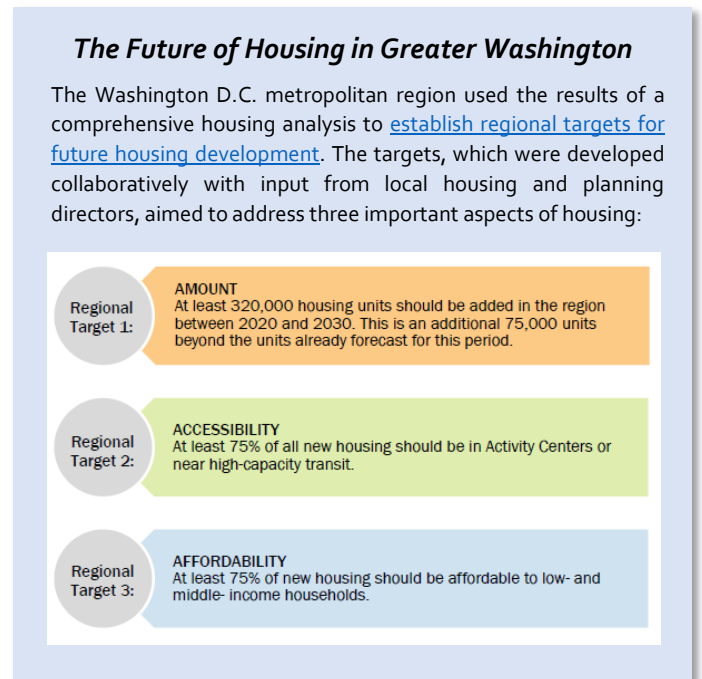 The Future of Housing in Greater Washington
The Washington D.C. metropolitan region used the results of a
comprehensive housing analysis to establish regional targets for
future housing development. The targets, which were developed
collaboratively with input from local housing and planning
directors, aimed to address three important aspects of housing:
Regional
Target 1:
AMOUNT
At least 320,000 housing units should be added in the region
between 2020 and 2030. This is an additional 75,000 units
beyond the units already forecast for this period.
Regional
Target 2:
ACCESSIBILITY
At least 75% of all new housing should be in Activity Centers or
near high-capacity transit.
Regional
Target 3:
AFFORDABILITY
At least 75% of new housing should be affordable to low- and
middle- income households.